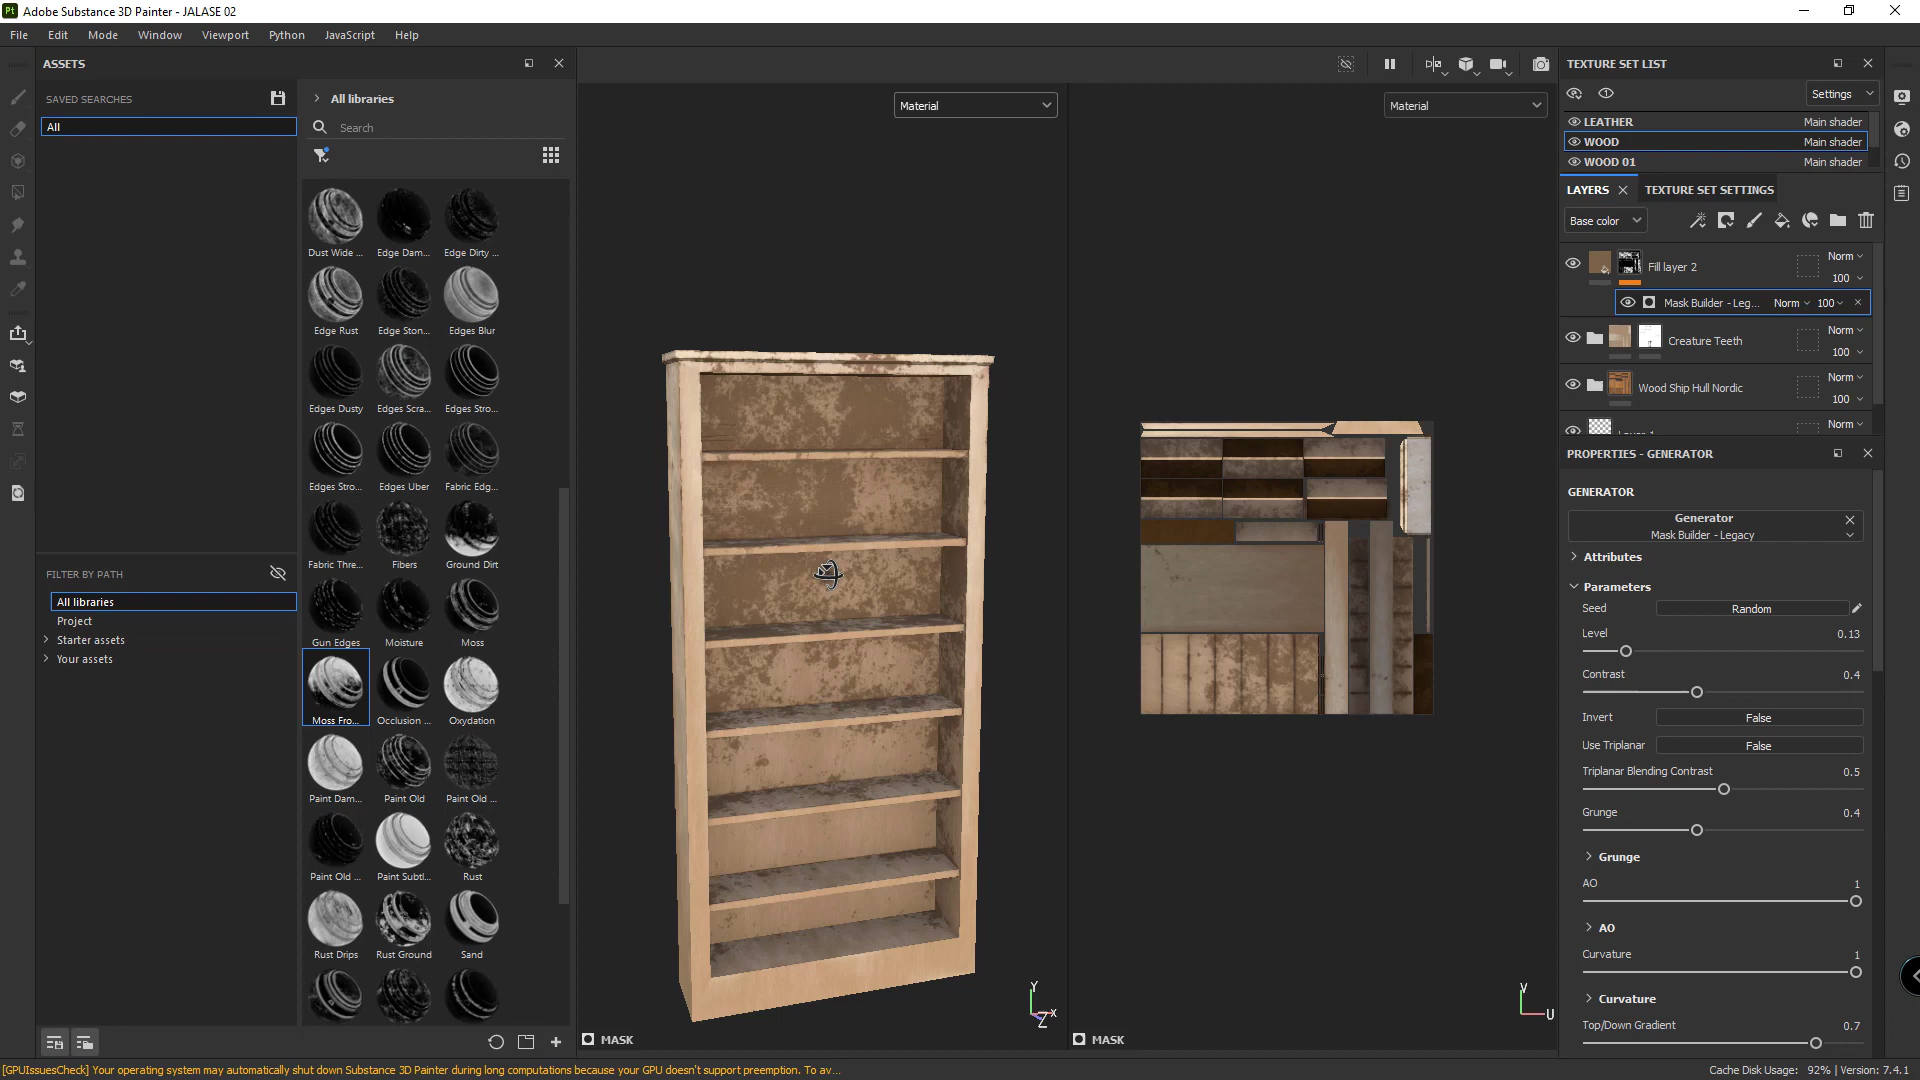 Pt Adobe Substance 3D Painter - JALASE 02
File Edit Mode Window Viewport Python JavaScript Help
ASSETS
SAVED SEARCHES
All
FILTER BY PATH
All libraries
Project
Starter assets
Your assets
All libraries
Search
Dust Wide ... Edge Dam... Edge Dirty ...
Edge Rust Edge Ston... Edges Blur
Edges Dusty Edges Scra... Edges Stro...
Edges Stro... Edges Uber Fabric Edg...
Fabric Thre... Fibers Ground Dirt
Gun Edges Moisture Moss
Moss Fro... Occlusion ... Oxydation
Paint Dam... Paint Old Paint Old ...
Paint Old ... Paint Subtl... Rust
Rust Drips Rust Ground Sand
Material
Y
X
Z
MASK
Material
V
U
MASK
TEXTURE SET LIST
Settings
LEATHER Main shader
WOOD Main shader
WOOD 01 Main shader
LAYERS TEXTURE SET SETTINGS
Base color
Fill layer 2 Norm
100
Mask Builder - Leg... Norm 100
Creature Teeth Norm
100
Wood Ship Hull Nordic Norm
100
Norm
PROPERTIES - GENERATOR
GENERATOR
Generator
Mask Builder - Legacy
Attributes
Parameters
Seed Random
Level 0.13
Contrast 0.4
Invert False
Use Triplanar False
Triplanar Blending Contrast 0.5
Grunge 0.4
Grunge
AO 1
AO
Curvature 1
Curvature
Top/Down Gradient 0.7
[GPUIssuesCheck] Your operating system may automatically shut down Substance 3D Painter during long computations because your GPU doesn't support preemption. To av...
Cache Disk Usage: 92% | Version: 7.4.1